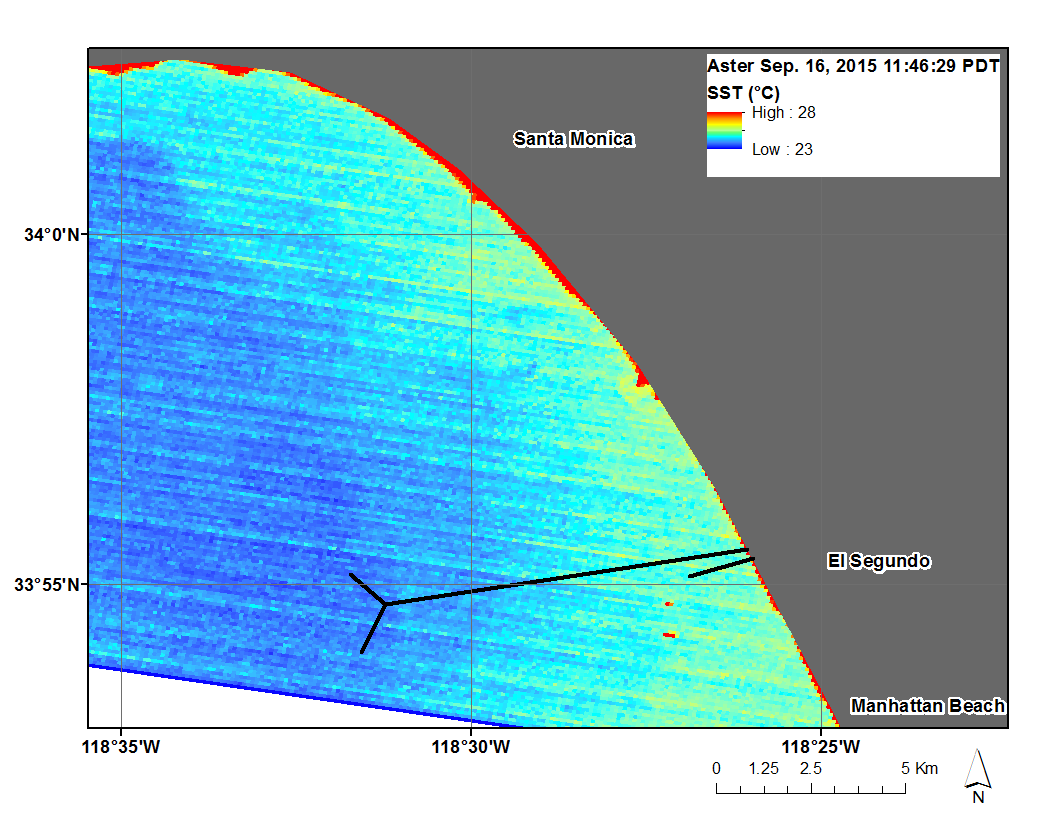 Aster Sep. 16, 2015 11:46:29 PDT
SST (°C)
High : 28
Low : 23
Santa Monica
34°0'N
El Segundo
33°55'N
Manhattan Beach
118°35'W 118°30'W 118°25'W
0 1.25 2.5 5 Km
N